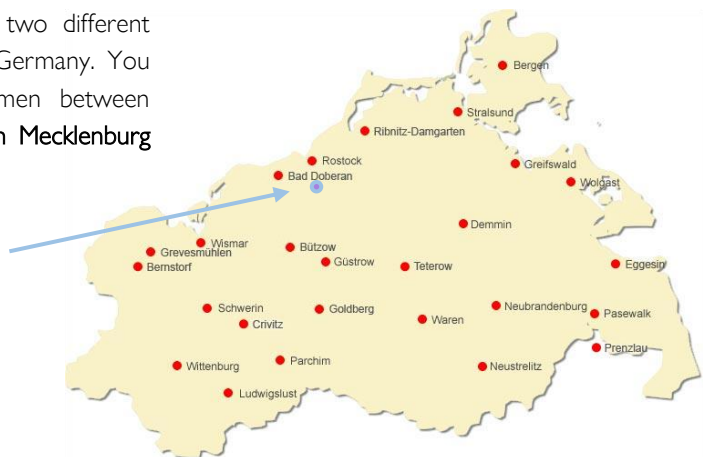 two different
Germany. You
men between
n Mecklenburg
Bergen
Stralsund
Ribnitz-Damgarten
Rostock
Greifswald
Bad Doberan
Wolgast
Demmin
Wismar
Grevesmühlen
Bützow
Güstrow
Teterow
Eggesin
Bernstorf
Schwerin
Goldberg
Neubrandenburg
Pasewalk
Crivitz
Waren
Prenzlau
Wittenburg
Parchim
Neustrelitz
Ludwigslust